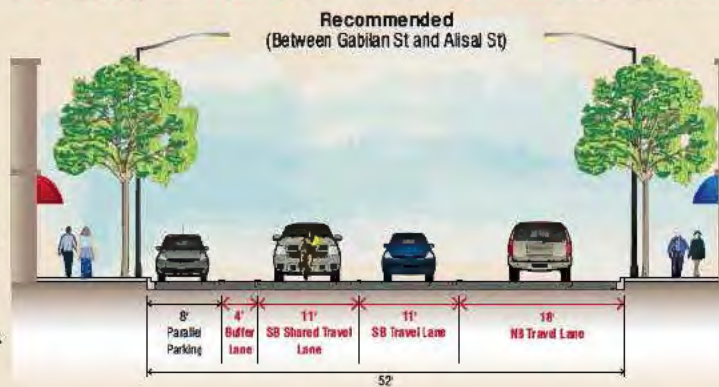 Recommended
(Between Gabilan St and Alisal St)
8'
Parallel
Parking
4'
Buffer
Lane
11'
SB Shared Travel
Lane
11'
SB Travel Lane
18'
NB Travel Lane
52'